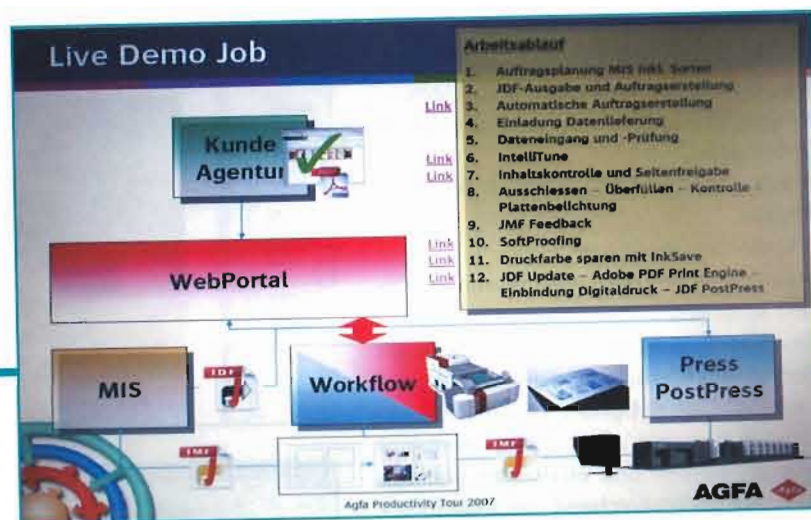 Live Demo Job
Arbeitsablauf
1. Auftragsplanung MIS inkl. Sorten
2. JDF-Ausgabe und Auftragserstellung
Link
3. Automatische Auftragserstellung
4. Einladung Datenlieferung
5. Dateneingang und -Prüfung
Link
6. IntelliTune
Link
7. Inhaltskontrolle und Seitenfreigabe
8. Ausschiessen – Überfüllen – Kontrolle –
Plattenbelichtung
9. JMF Feedback
Link
10. SoftProofing
Link
11. Druckfarbe sparen mit InkSave
Link
12. JDF Update – Adobe PDF Print Engine –
Einbindung Digitaldruck – JDF PostPress
Kunde
Agentur
WebPortal
MIS
JDF
Workflow
Press
PostPress
JMF
JMF
Agfa Productivity Tour 2007
AGFA